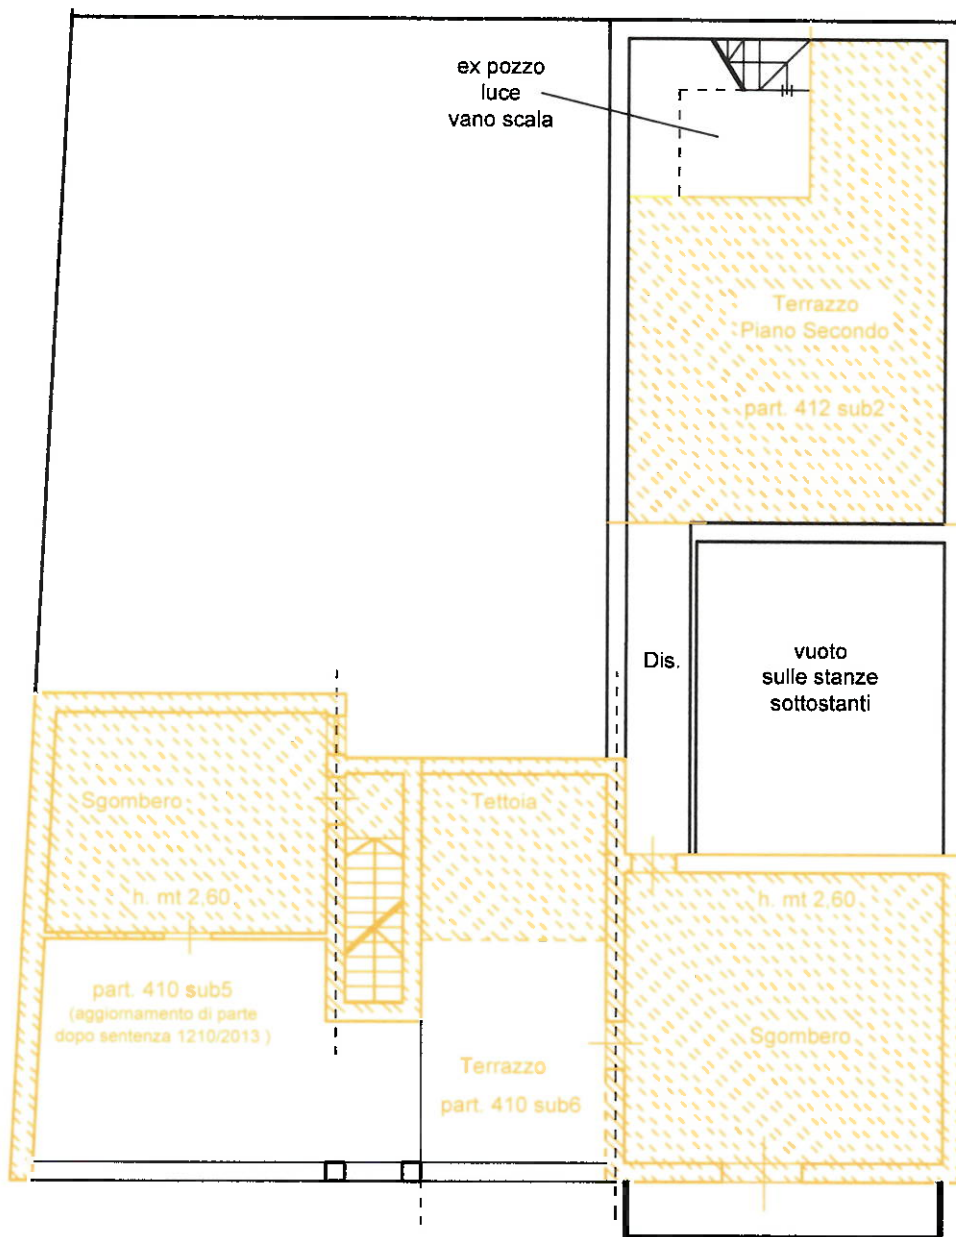 ex pozzo
luce
vano scala
Terrazzo
Piano Secondo
part. 412 sub2
Dis.
vuoto
sulle stanze
sottostanti
Sgombero
h. mt 2,60
Tettoia
h. mt 2,60
part. 410 sub5
(aggiornamento di parte
dopo sentenza 1210/2013 )
Terrazzo
part. 410 sub6
Sgombero